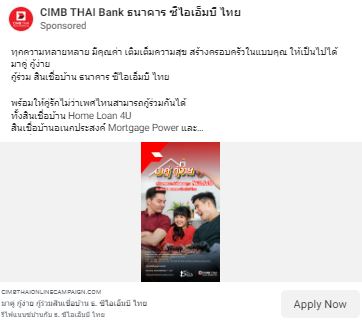 CIMB THAI Bank ธนาคาร ซีไอเอ็มบี ไทย
Sponsored
ทุกความหลายหลาย มีคุณค่า เติมเต็มความสุข สร้างครอบครัวในแบบคุณ ให้เป็นไปได้
มาคู่ กู้ง่าย
กู้ร่วม สินเชื่อบ้าน ธนาคาร ซีไอเอ็มบี ไทย
พร้อมให้คู่รักไม่ว่าเพศไหนสามารถกู้ร่วมกันได้
ทั้งสินเชื่อบ้าน Home Loan 4U
สินเชื่อบ้านอเนกประสงค์ Mortgage Power และ...
มาคู่ กู้ง่าย
CIMBTHAIONLINECAMPAIGN.COM
มาคู่ กู้ง่าย กู้ร่วมสินเชื่อบ้าน ธ. ซีไอเอ็มบี ไทย
รีไฟแนนซ์บ้านกับ ธ. ซีไอเอ็มบี ไทย
Apply Now